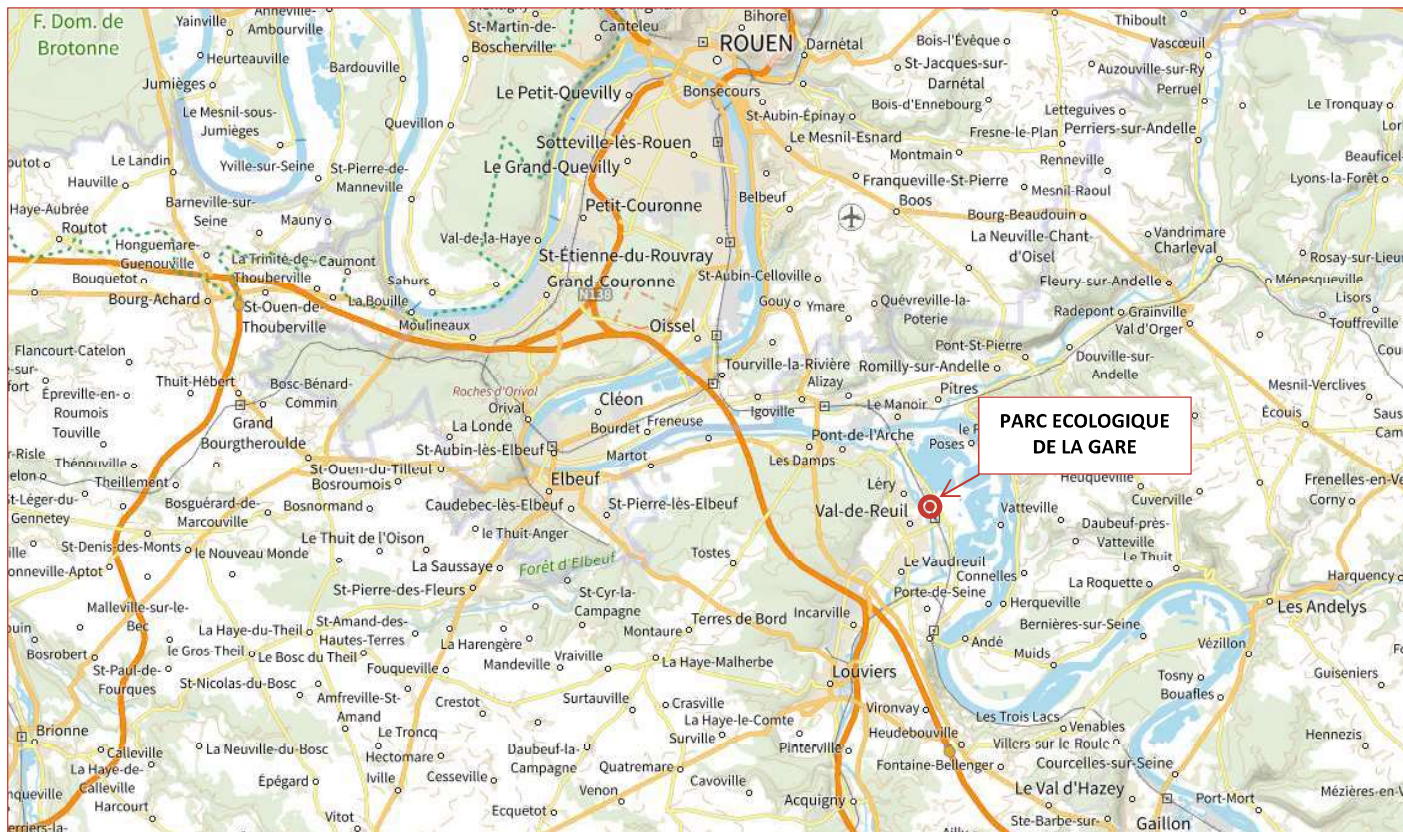 F. Dom. de
Brotonne
Yainville
Anneville-
Ambourville
St-Martin-de-
Boscherville
Canteleu
Bihorel
ROUEN
Darnétal
Bois-l'Évêque
Thiboult
Vascœuil
Heurteauville
Bardouville
St-Jacques-sur-
Darnétal
Auzouville-sur-Ry
Perruel
Jumièges
Le Petit-Quevilly
Bonsecours
Bois-d'Ennebourg
Letteguives
Le Tronquay
Le Mesnil-sous-
Jumièges
Quevillon
St-Aubin-Épinay
Le Mesnil-Esnard
Fresne-le-Plan
Perriers-sur-Andelle
Sotteville-lès-Rouen
Montmain
Renneville
Le Landin
Yville-sur-Seine
St-Pierre-de-
Manneville
Le Grand-Quevilly
Franqueville-St-Pierre
Boos
Mesnil-Raoul
Lyons-la-Forêt
Hauville
Haye-Aubrée
Routot
Barneville-sur-
Seine
Mauny
Petit-Couronne
Belbeuf
Bourg-Beaudouin
La Neuville-Chant-
d'Oisel
Vandrimare
Charleval
Honguemare-
Guenouville
Val-de-la-Haye
St-Étienne-du-Rouvray
St-Aubin-Celloville
Fleury-sur-Andelle
Rosay-sur-Lieu
Ménesqueville
Bouquetot
La Trinité-de-
Thouberville
Caumont
Sahurs
Grand-Couronne
N138
Gouy
Ymare
Quévreville-la-
Poterie
Radepont
Grainville
Val d'Orger
Lisors
Touffreville
Bourg-Achard
St-Ouen-de-
Thouberville
La Bouille
Moulineaux
Oissel
Pont-St-Pierre
Douville-sur-
Andelle
Flancourt-Catelon
Thuit-Hébert
Bosc-Bénard-
Commin
Roches d'Orival
Tourville-la-Rivière
Romilly-sur-Andelle
Alizay
Pîtres
Mesnil-Verclives
Épreville-en-
Roumois
Touville
Grand
Bourgtheroulde
Orival
La Londe
Cléon
Bourdet
Freneuse
Igoville
Le Manoir
Écouis
PARC ECOLOGIQUE
DE LA GARE
Thénouville
Theillement
St-Ouen-du-Tilleul
Bosroumois
St-Aubin-lès-Elbeuf
Martot
Les Damps
Pont-de-l'Arche
Poses
Elbeuf
Léry
Heuqueville
Cuverville
Frenelles-en-Ve
Corny
St-Léger-du-
Gennetey
Bosguérard-de-
Marcouville
Bosnormand
Caudebec-lès-Elbeuf
St-Pierre-lès-Elbeuf
Val-de-Reuil
Vatteville
Daubeuf-près-
Vatteville
Le Thuit
St-Denis-des-Monts
le Nouveau Monde
Le Thuit de l'Oison
le Thuit-Anger
Tostes
Le Vaudreuil
Connelles
La Roquette
Harquency
onneville-Aptot
La Saussaye
Forêt d'Elbeuf
St-Pierre-des-Fleurs
St-Cyr-la-
Campagne
Porte-de-Seine
Herqueville
Les Andelys
Malleville-sur-le-
Bec
La Haye-du-Theil
St-Amand-des-
Hautes-Terres
La Harengère
Montaure
Terres de Bord
Incarville
Andé
Bernières-sur-Seine
Vézillon
Bosrobert
le Gros-Theil
Le Bosc du Theil
Fouqueville
Mandeville
Vraiville
La Haye-Malherbe
Louviers
Muids
Guiseniers
St-Paul-de-
Fourques
St-Nicolas-du-Bosc
Amfreville-St-
Amand
Crestot
Surtauville
Crasville
Tosny
Bouafles
Brionne
Le Troncq
La Haye-le-Comte
Surville
Vironvay
Heudebouville
Les Trois Lacs
Venables
Villers sur le Roule
Hennezis
Calleville
La Neuville du Bosc
Hectomare
Daubeuf-la-
Campagne
Quatremare
Pinterville
Fontaine-Bellenger
Courcelles-sur-Seine
La Haye-de-
Calleville
Harcourt
Épégard
Iville
Cesseville
Venon
Cavoville
Acquigny
Le Val d'Hazey
Port-Mort
Mézières-en-V
Vitot
Ecquetot
Ste-Barbe-sur-
Gaillon